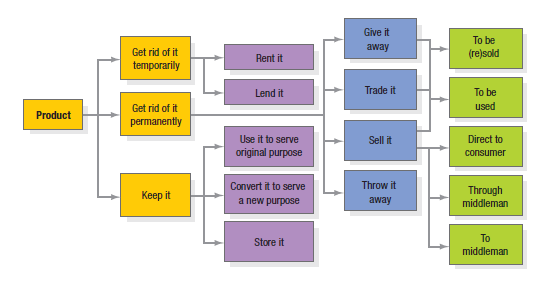 Product
Get rid of it
temporarily
Get rid of it
permanently
Keep it
Rent it
Lend it
Use it to serve
original purpose
Convert it to serve
a new purpose
Store it
Give it
away
Trade it
Sell it
Throw it
away
To be
(re)sold
To be
used
Direct to
consumer
Through
middleman
To
middleman